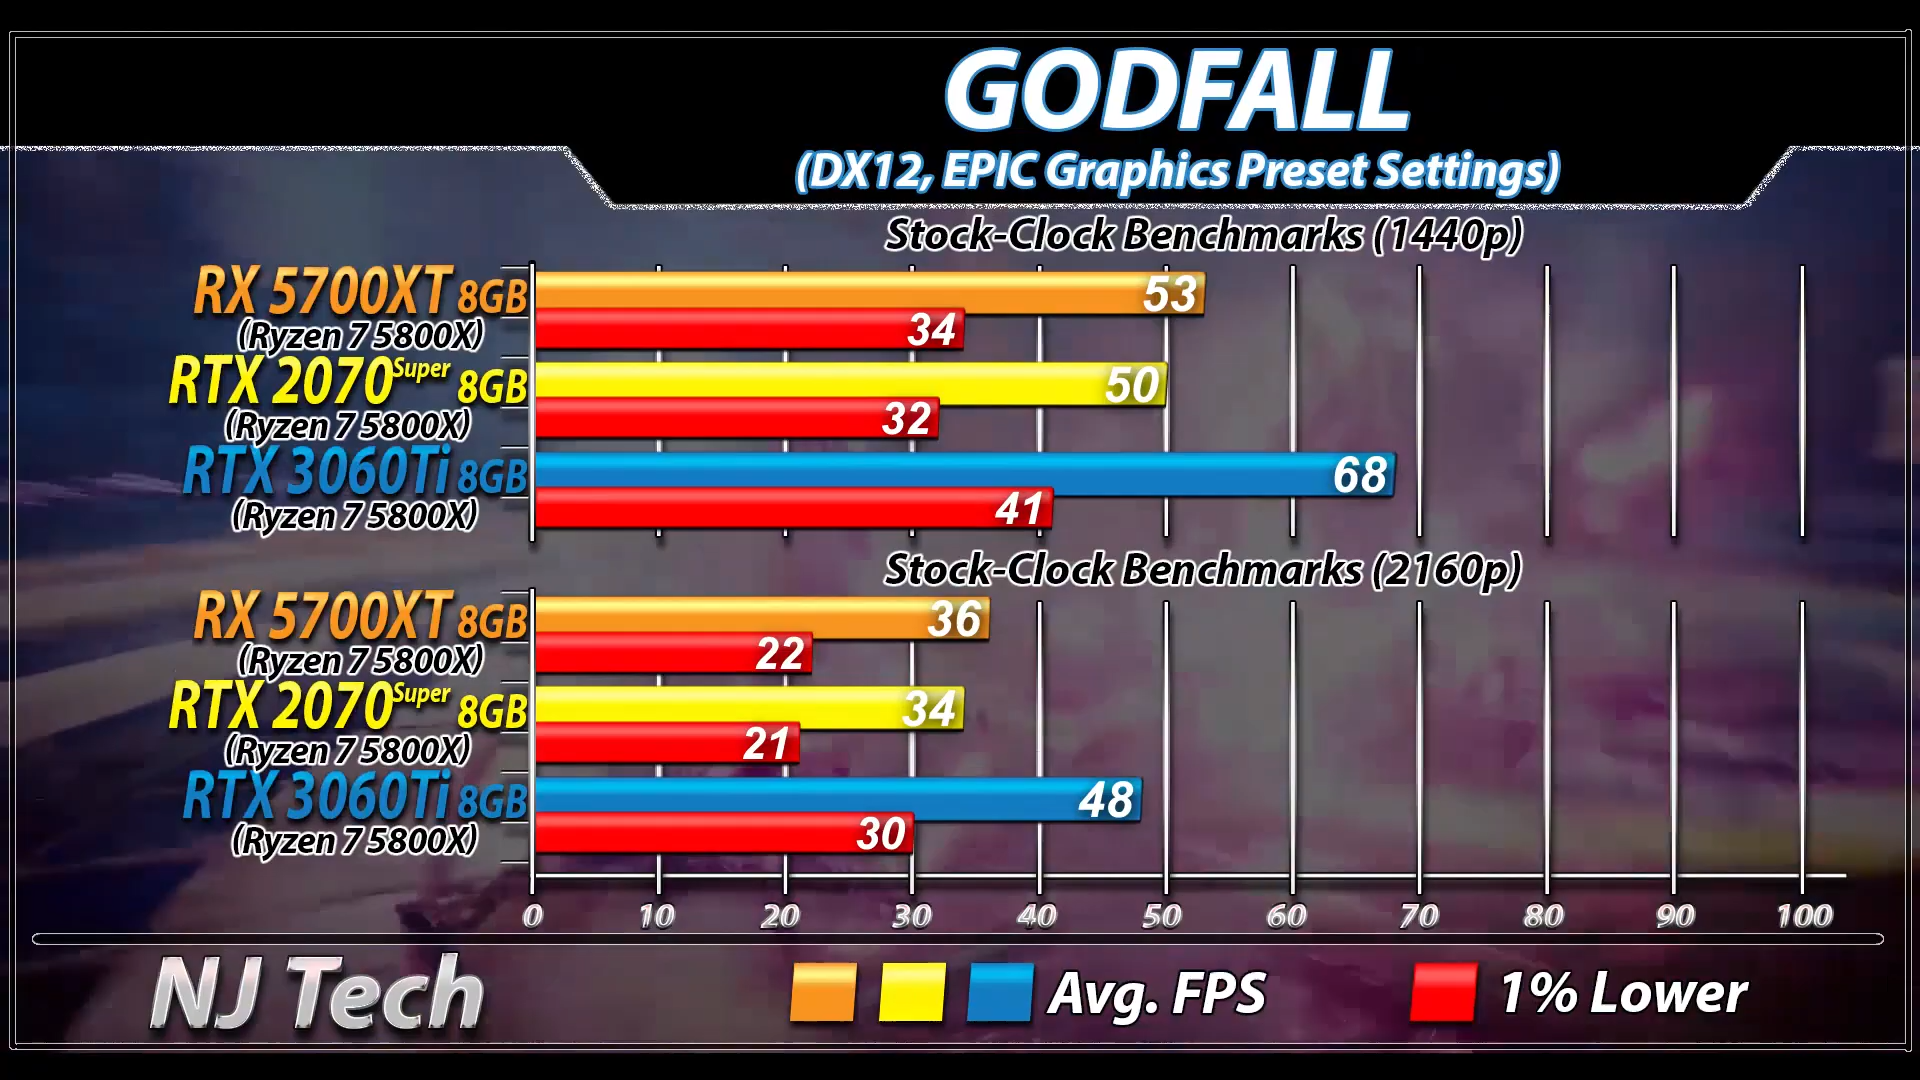 GODFALL
(DX12, EPIC Graphics Preset Settings)
Stock-Clock Benchmarks (1440p)
RX 5700XT 8GB
53
(Ryzen 7 5800X)
34
RTX 2070 Super 8GB
50
(Ryzen 7 5800X)
32
RTX 3060Ti 8GB
68
(Ryzen 7 5800X)
41
Stock-Clock Benchmarks (2160p)
RX 5700XT 8GB
36
(Ryzen 7 5800X)
22
RTX 2070 Super 8GB
34
(Ryzen 7 5800X)
21
RTX 3060Ti 8GB
48
(Ryzen 7 5800X)
30
0 10 20 30 40 50 60 70 80 90 100
NJ Tech
Avg. FPS
1% Lower